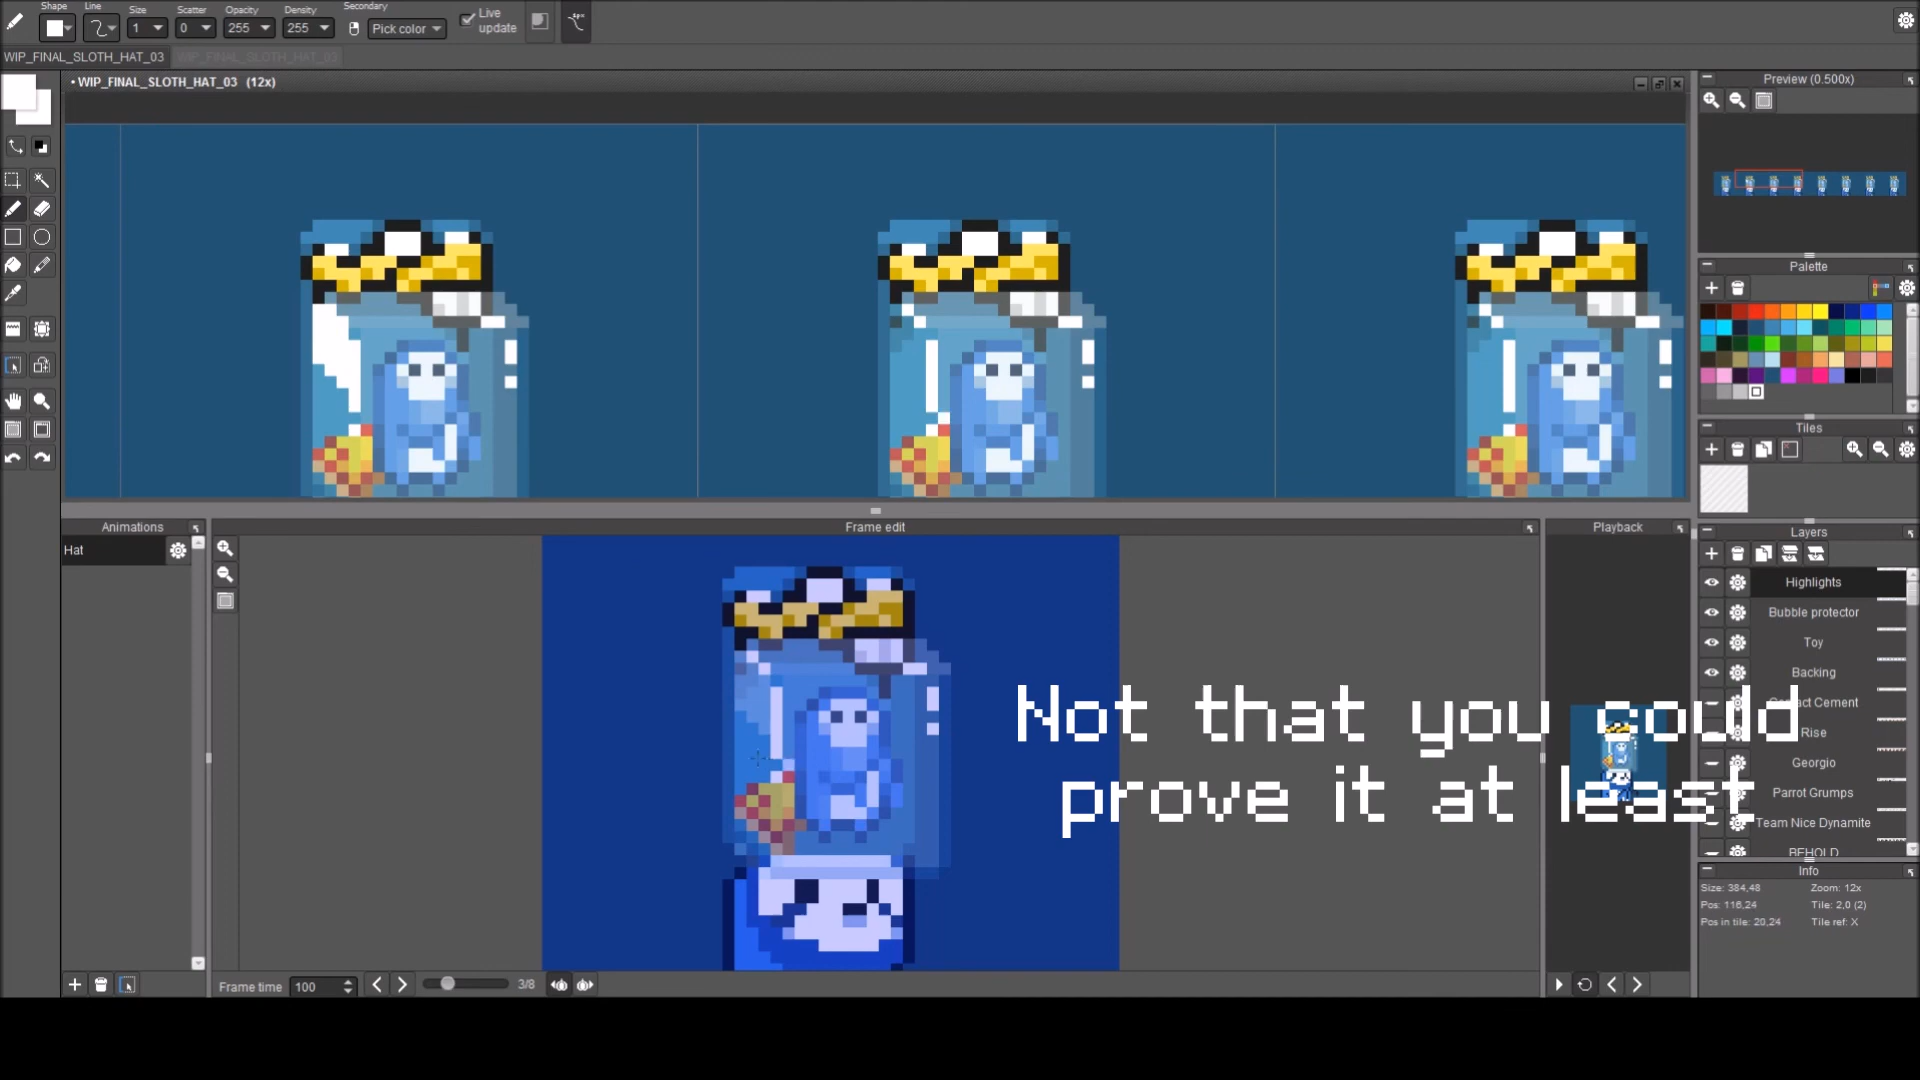 Shape Line Size Scatter Opacity Density Secondary Live update
1 0 255 255 Pick color
WIP_FINAL_SLOTH_HAT_03 WIP_FINAL_SLOTH_HAT_03
• WIP_FINAL_SLOTH_HAT_03 (12x)
Preview (0.500x)
Palette
Tiles
Animations
Frame edit
Playback
Layers
Hat
Highlights
Bubble protector
Toy
Backing
Not that you could
prove it at least
Cement
Rise
Georgio
Parrot Grumps
Team Nice Dynamite
BEHOLD
Info
Size: 384,48 Zoom: 12x
Pos: 116,24 Tile: 2,0 (2)
Pos in tile: 20,24 Tile ref: X
Frame time 100 3/8